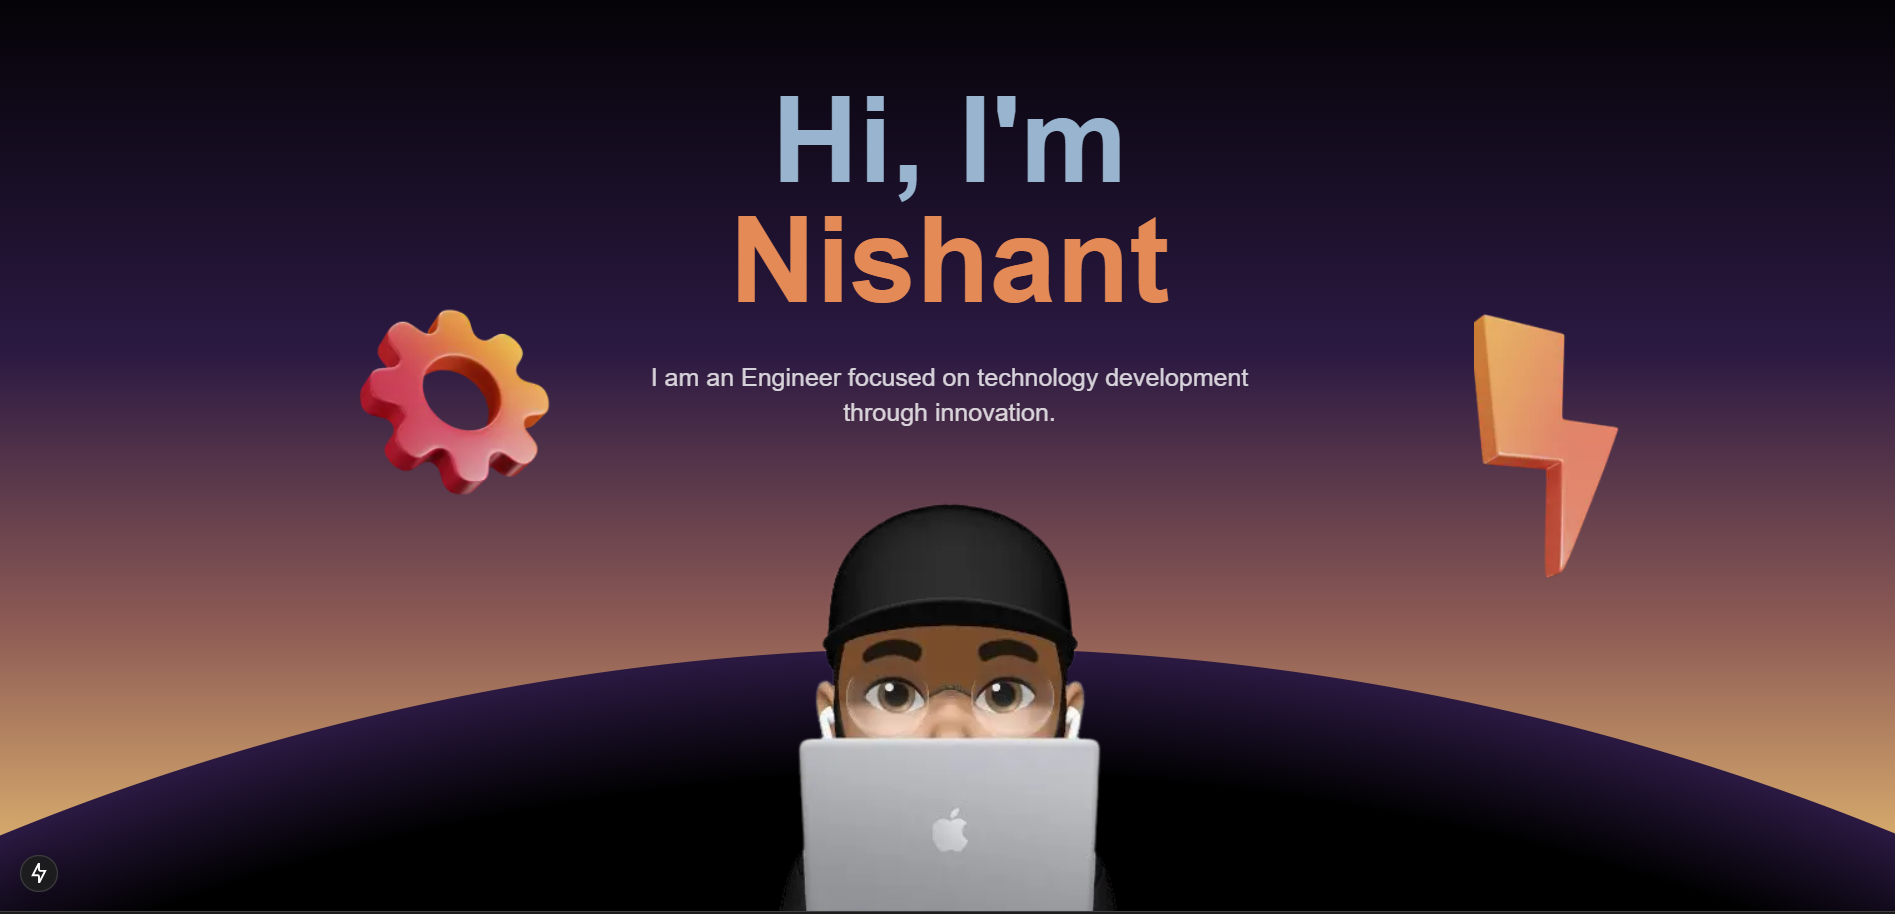 Hi, I'm
Nishant
I am an Engineer focused on technology development
through innovation.